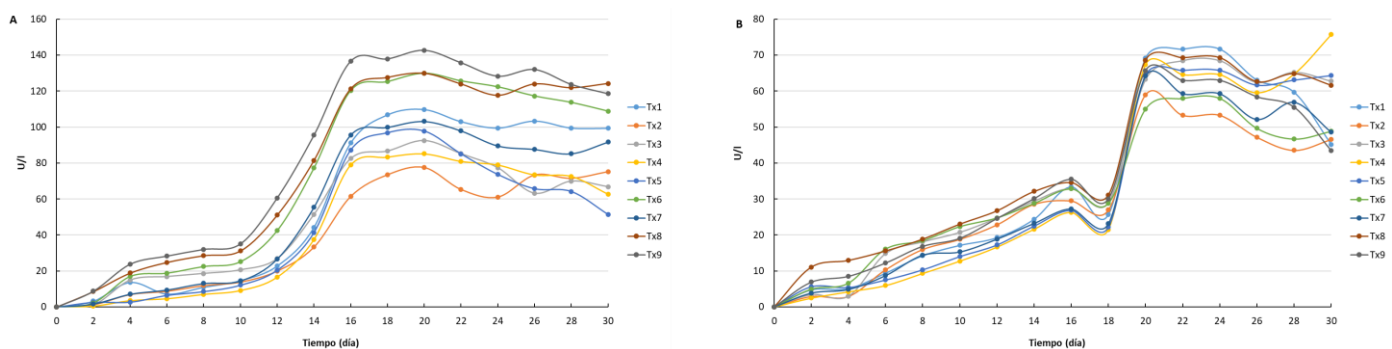 A
160
140
120
100
80
60
40
20
0
U/l
0 2 4 6 8 10 12 14 16 18 20 22 24 26 28 30
Tiempo (día)
Tx1
Tx2
Tx3
Tx4
Tx5
Tx6
Tx7
Tx8
Tx9
B
80
70
60
50
40
30
20
10
0
U/l
0 2 4 6 8 10 12 14 16 18 20 22 24 26 28 30
Tiempo (día)
Tx1
Tx2
Tx3
Tx4
Tx5
Tx6
Tx7
Tx8
Tx9